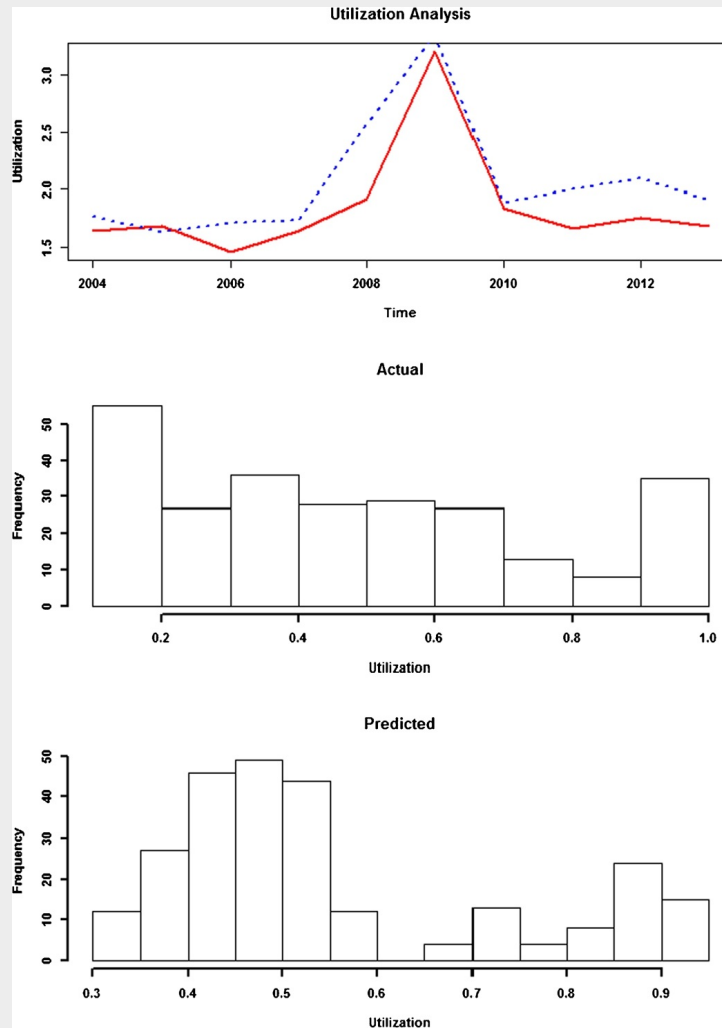 Utilization Analysis
3.0
2.5
2.0
1.5
Utilization
2004 2006 2008 2010 2012
Time
Actual
50
40
30
20
10
0
Frequency
0.2 0.4 0.6 0.8 1.0
Utilization
Predicted
50
40
30
20
10
0
Frequency
0.3 0.4 0.5 0.6 0.7 0.8 0.9
Utilization